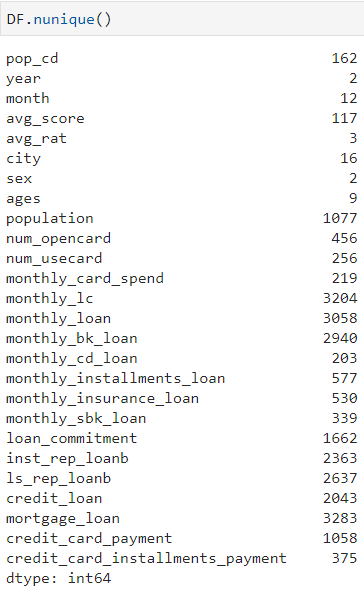 DF.nunique()
pop_cd 162
year 2
month 12
avg_score 117
avg_rat 3
city 16
sex 2
ages 9
population 1077
num_opencard 456
num_usecard 256
monthly_card_spend 219
monthly_lc 3204
monthly_loan 3058
monthly_bk_loan 2940
monthly_cd_loan 203
monthly_installments_loan 577
monthly_insurance_loan 530
monthly_sbk_loan 339
loan_commitment 1662
inst_rep_loanb 2363
ls_rep_loanb 2637
credit_loan 2043
mortgage_loan 3283
credit_card_payment 1058
credit_card_installments_payment 375
dtype: int64